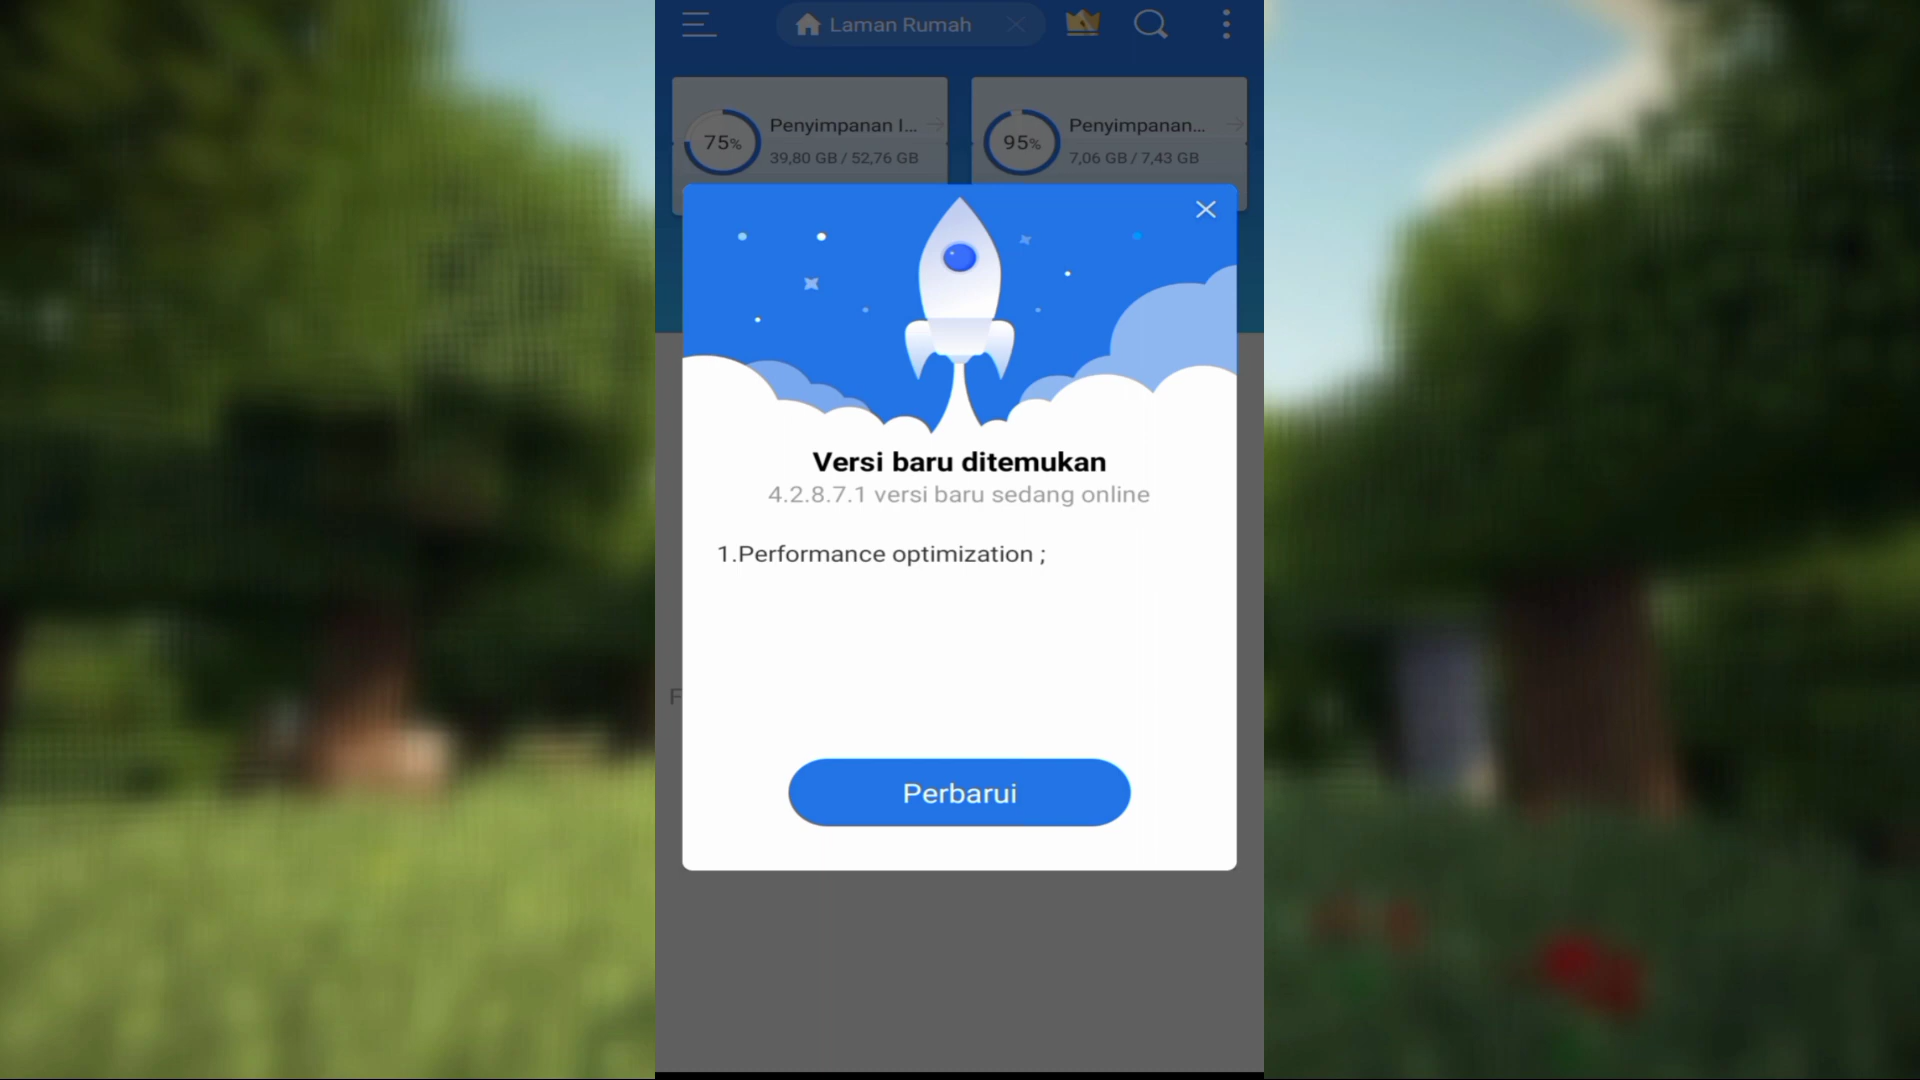 Laman Rumah
75%
Penyimpanan I...
39,80 GB / 52,76 GB
95%
Penyimpanan...
7,06 GB / 7,43 GB
Versi baru ditemukan
4.2.8.7.1 versi baru sedang online
1.Performance optimization ;
F
Perbarui